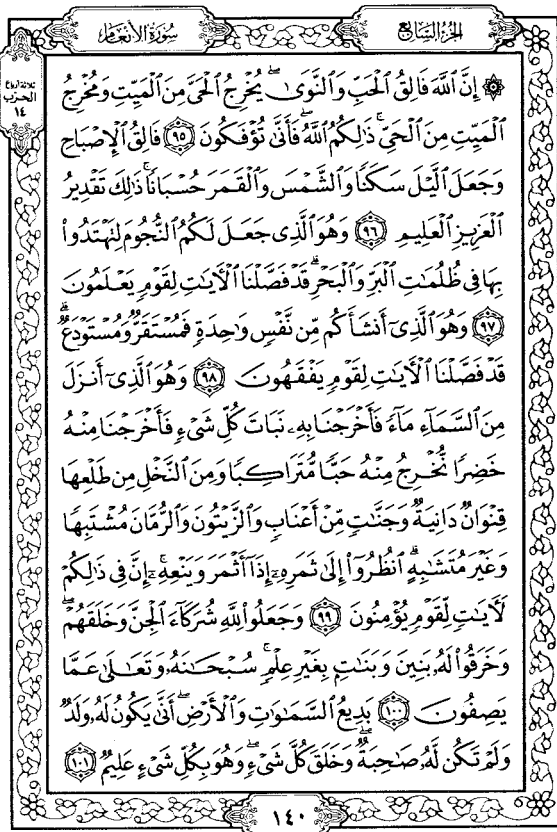 سورة الأنعام
الجزء السابع
ثلاثة أرباع
الحزب
١٤
۞ إِنَّ ٱللَّهَ فَالِقُ ٱلْحَبِّ وَٱلنَّوَىٰۖ يُخْرِجُ ٱلْحَىَّ مِنَ ٱلْمَيِّتِ وَمُخْرِجُ
ٱلْمَيِّتِ مِنَ ٱلْحَىِّۚ ذَٰلِكُمُ ٱللَّهُۖ فَأَنَّىٰ تُؤْفَكُونَ ٩٥ فَالِقُ ٱلْإِصْبَاحِ
وَجَعَلَ ٱلَّيْلَ سَكَنًا وَٱلشَّمْسَ وَٱلْقَمَرَ حُسْبَانًاۚ ذَٰلِكَ تَقْدِيرُ
ٱلْعَزِيزِ ٱلْعَلِيمِ ٩٦ وَهُوَ ٱلَّذِى جَعَلَ لَكُمُ ٱلنُّجُومَ لِتَهْتَدُوا۟
بِهَا فِى ظُلُمَٰتِ ٱلْبَرِّ وَٱلْبَحْرِۗ قَدْ فَصَّلْنَا ٱلْءَايَٰتِ لِقَوْمٍ يَعْلَمُونَ
٩٧ وَهُوَ ٱلَّذِىٓ أَنشَأَكُم مِّن نَّفْسٍ وَٰحِدَةٍ فَمُسْتَقَرٌّ وَمُسْتَوْدَعٌۗ
قَدْ فَصَّلْنَا ٱلْءَايَٰتِ لِقَوْمٍ يَفْقَهُونَ ٩٨ وَهُوَ ٱلَّذِىٓ أَنزَلَ
مِنَ ٱلسَّمَآءِ مَآءً فَأَخْرَجْنَا بِهِۦ نَبَاتَ كُلِّ شَىْءٍ فَأَخْرَجْنَا مِنْهُ
خَضِرًا نُّخْرِجُ مِنْهُ حَبًّا مُّتَرَاكِبًا وَمِنَ ٱلنَّخْلِ مِن طَلْعِهَا
قِنْوَانٌ دَانِيَةٌ وَجَنَّٰتٍ مِّنْ أَعْنَابٍ وَٱلزَّيْتُونَ وَٱلرُّمَّانَ مُشْتَبِهًا
وَغَيْرَ مُتَشَٰبِهٍۗ ٱنظُرُوٓا۟ إِلَىٰ ثَمَرِهِۦٓ إِذَآ أَثْمَرَ وَيَنْعِهِۦٓۚ إِنَّ فِى ذَٰلِكُمْ
لَءَايَٰتٍ لِّقَوْمٍ يُؤْمِنُونَ ٩٩ وَجَعَلُوا۟ لِلَّهِ شُرَكَآءَ ٱلْجِنَّ وَخَلَقَهُمْۖ
وَخَرَقُوا۟ لَهُۥ بَنِينَ وَبَنَٰتٍۭ بِغَيْرِ عِلْمٍۚ سُبْحَٰنَهُۥ وَتَعَٰلَىٰ عَمَّا
يَصِفُونَ ١٠٠ بَدِيعُ ٱلسَّمَٰوَٰتِ وَٱلْأَرْضِۖ أَنَّىٰ يَكُونُ لَهُۥ وَلَدٌ
وَلَمْ تَكُن لَّهُۥ صَٰحِبَةٌۖ وَخَلَقَ كُلَّ شَىْءٍۖ وَهُوَ بِكُلِّ شَىْءٍ عَلِيمٌ ١٠١
١٤٠